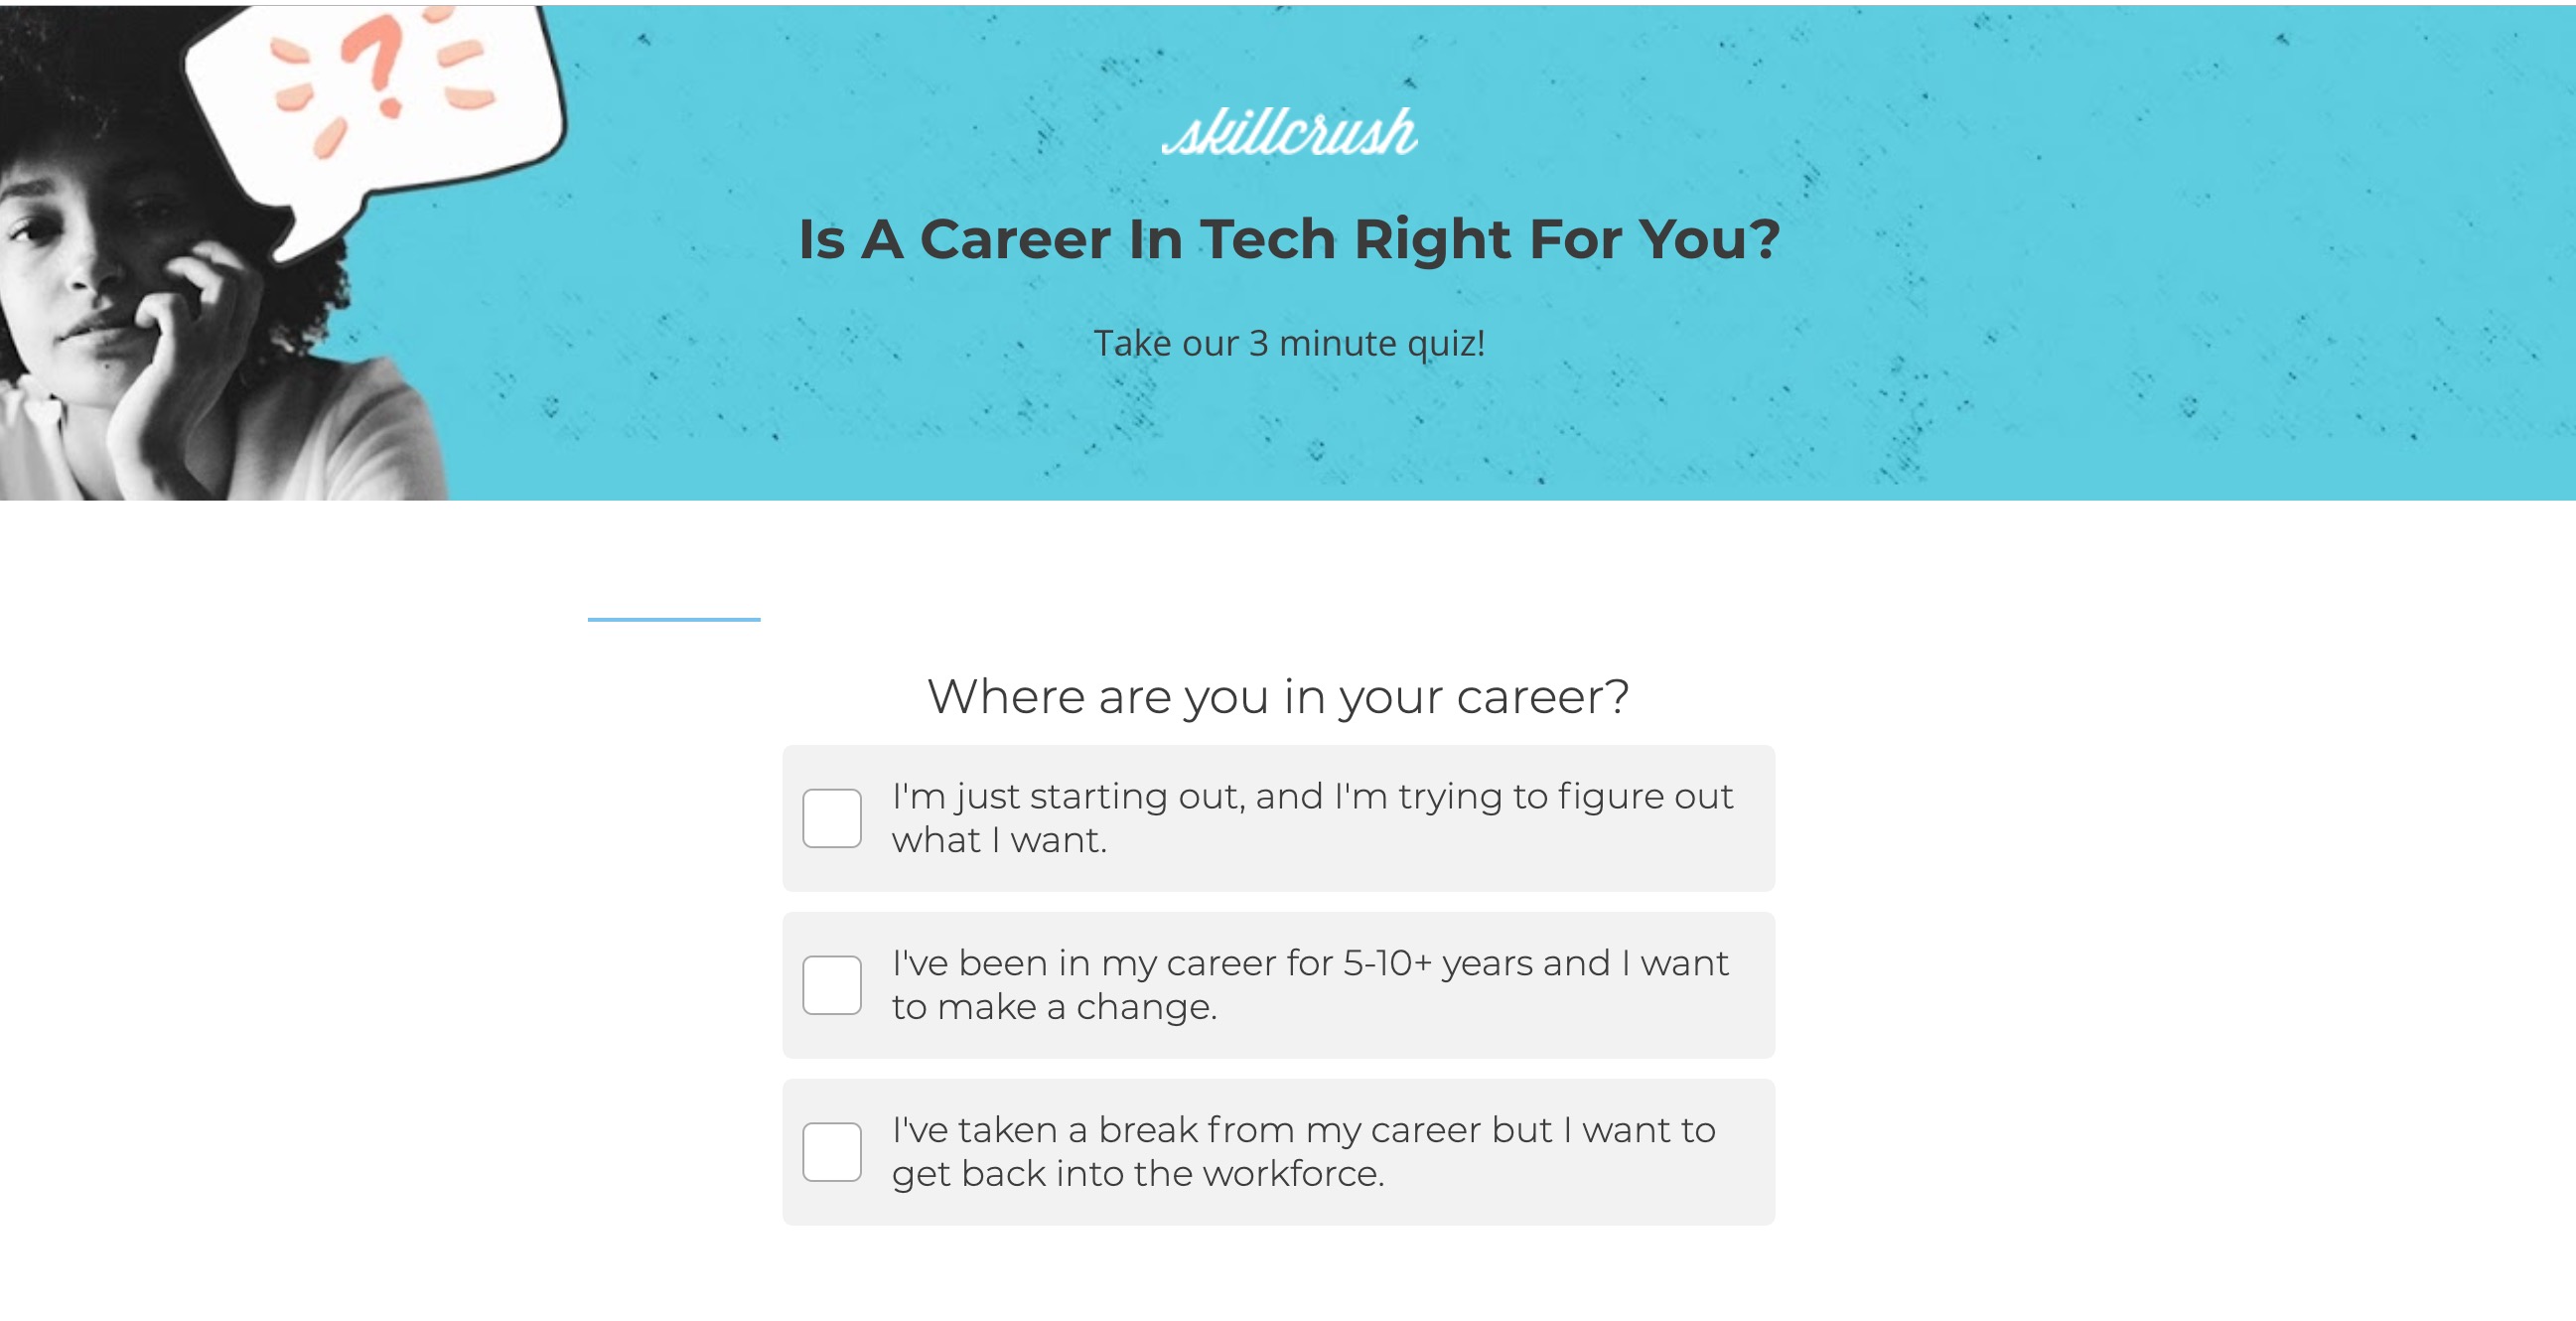 ?
skillcrush
Is A Career In Tech Right For You?
Take our 3 minute quiz!
Where are you in your career?
I'm just starting out, and I'm trying to figure out
what I want.
I've been in my career for 5-10+ years and I want
to make a change.
I've taken a break from my career but I want to
get back into the workforce.